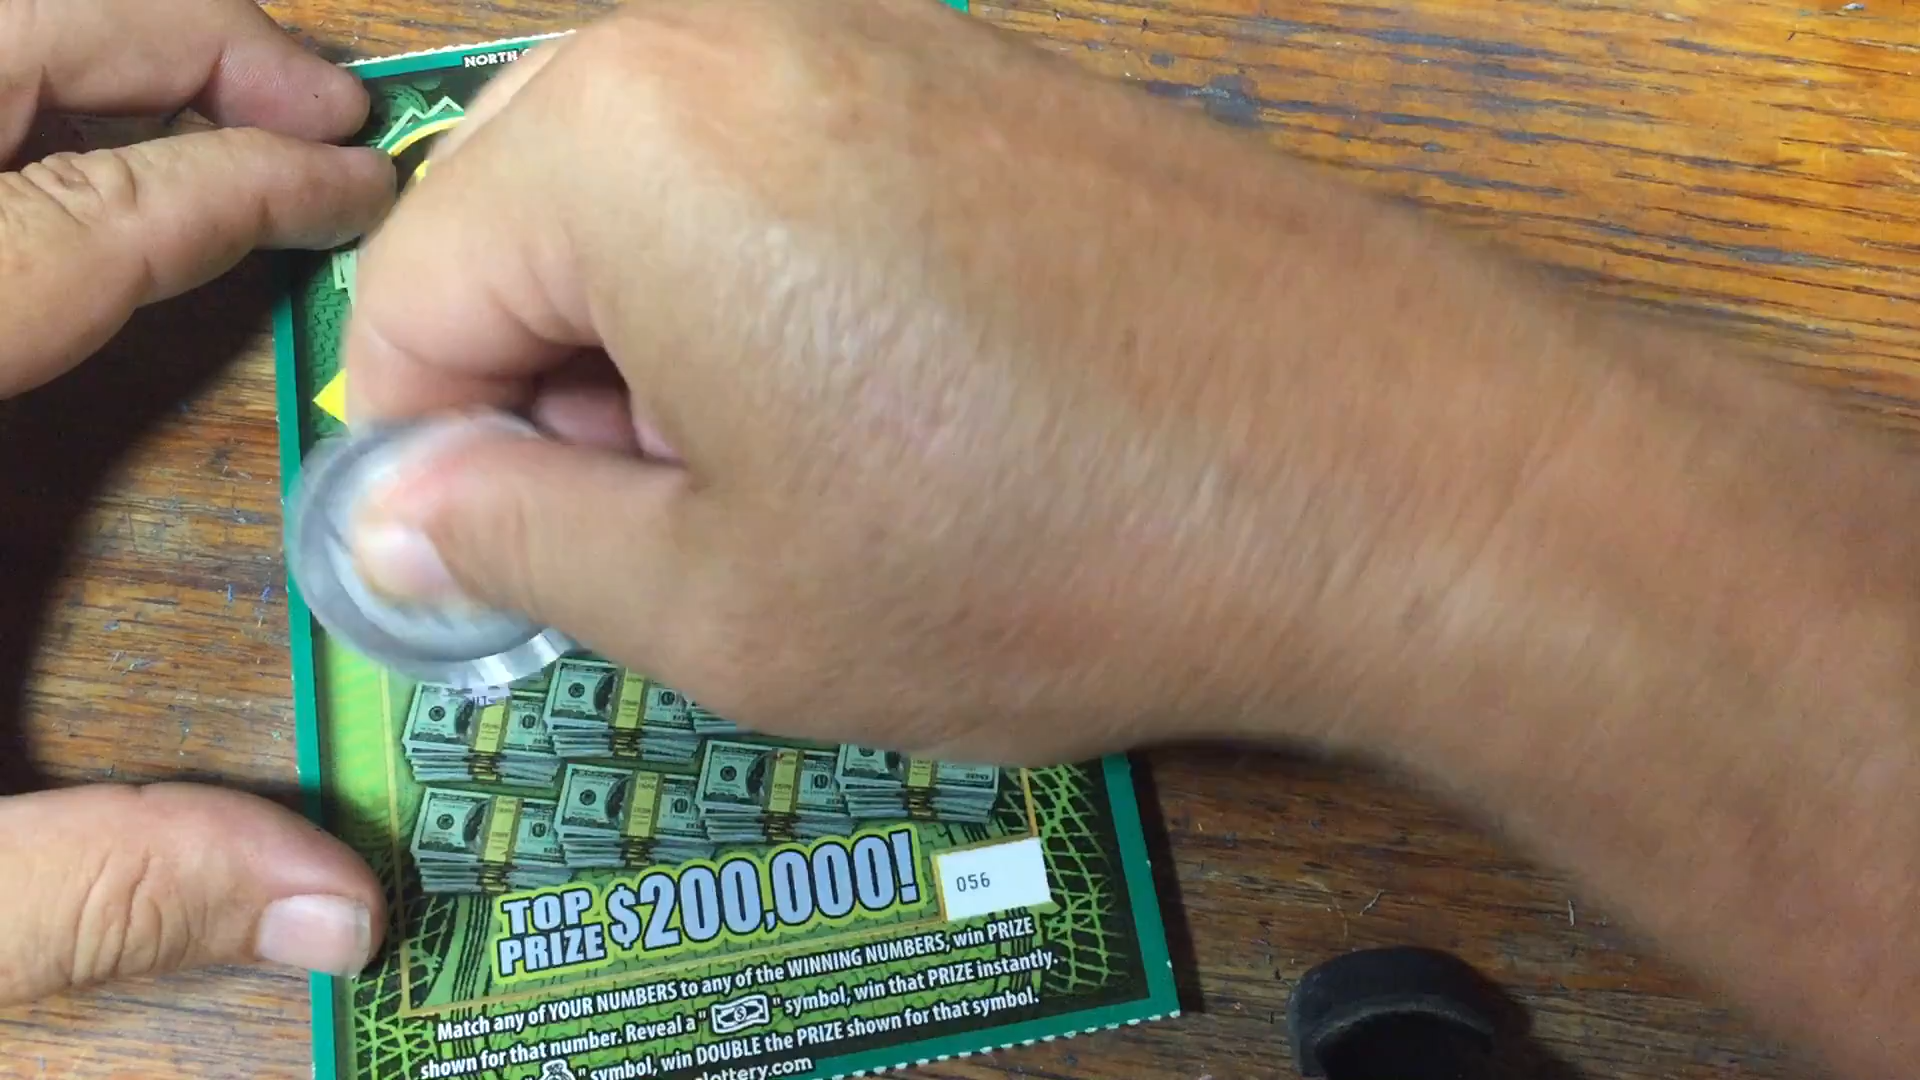 NORTH
TOP PRIZE $200,000!
056
Match any of YOUR NUMBERS to any of the WINNING NUMBERS, win PRIZE
shown for that number. Reveal a " " symbol, win that PRIZE instantly.
" " symbol, win DOUBLE the PRIZE shown for that symbol.
lottery.com